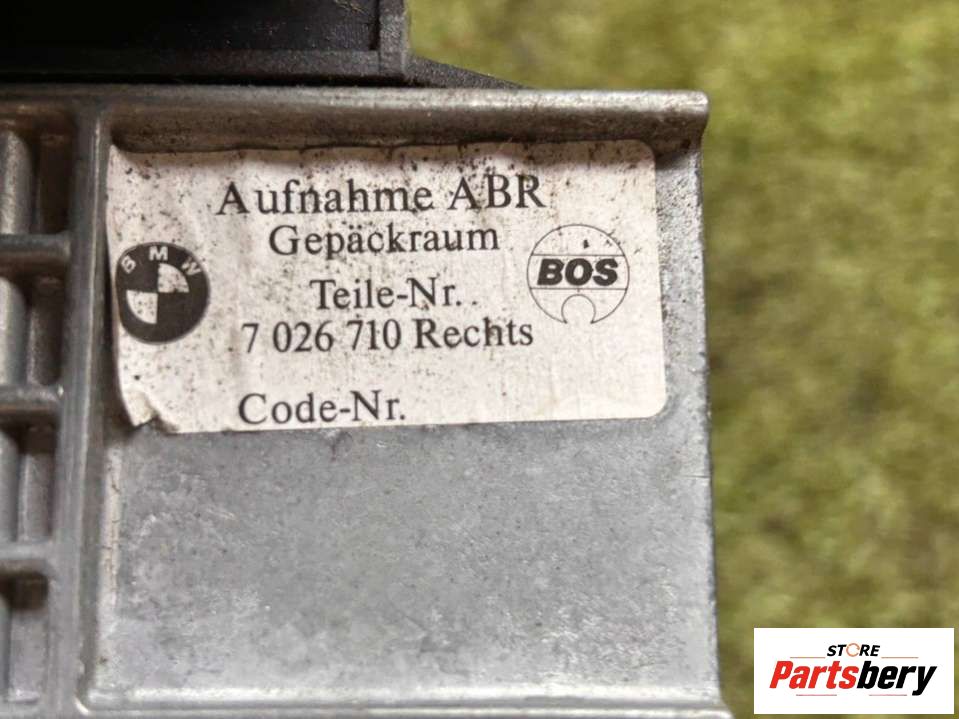 Aufnahme ABR
Gepäckraum
BMW
BOS
Teile-Nr.
7 026 710 Rechts
Code-Nr.
STORE
Partsbery